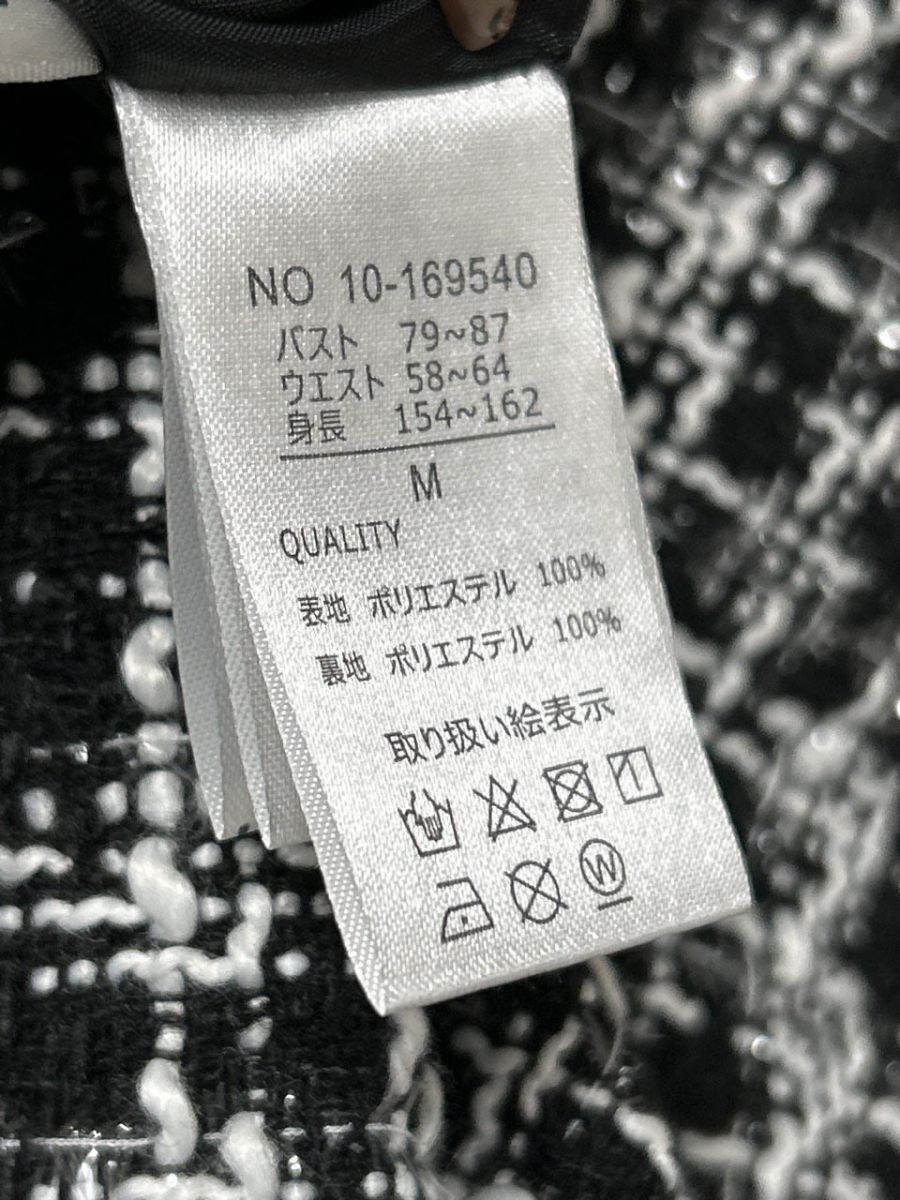 NO 10-169540
バスト 79~87
ウエスト 58~64
身長 154~162
M
QUALITY
表地 ポリエステル 100%
裏地 ポリエステル 100%
取り扱い絵表示
W